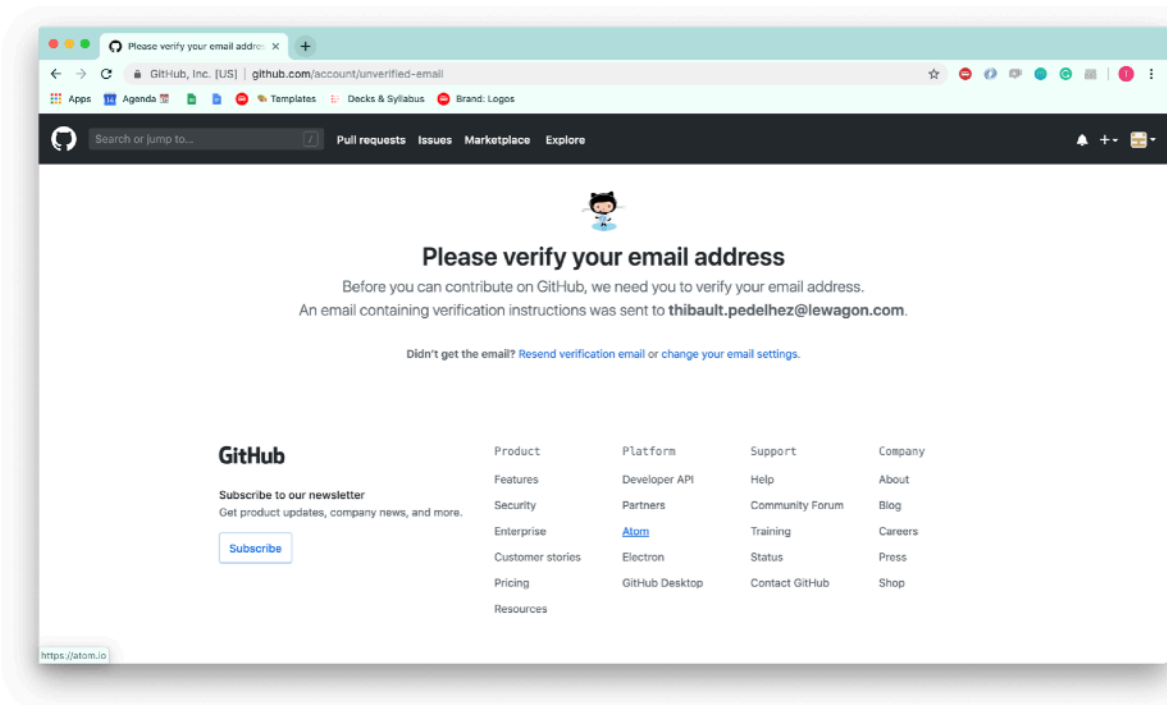 Please verify your email addres
GitHub, Inc. [US] | github.com/account/unverified-email
Apps Agenda Templates Decks & Syllabus Brand: Logos
Search or jump to... / Pull requests Issues Marketplace Explore
Please verify your email address
Before you can contribute on GitHub, we need you to verify your email address.
An email containing verification instructions was sent to thibault.pedelhez@lewagon.com.
Didn't get the email? Resend verification email or change your email settings.
GitHub
Subscribe to our newsletter
Get product updates, company news, and more.
Subscribe
Product
Features
Security
Enterprise
Customer stories
Pricing
Resources
Platform
Developer API
Partners
Atom
Electron
GitHub Desktop
Support
Help
Community Forum
Training
Status
Contact GitHub
Company
About
Blog
Careers
Press
Shop
https://atom.io